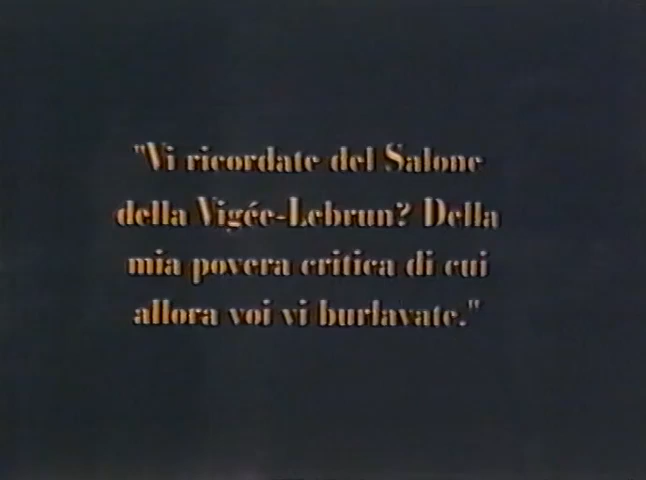 "Vi ricordate del Salone
della Vigée-Lebrun? Della
mia povera critica di cui
allora voi vi burlavate."